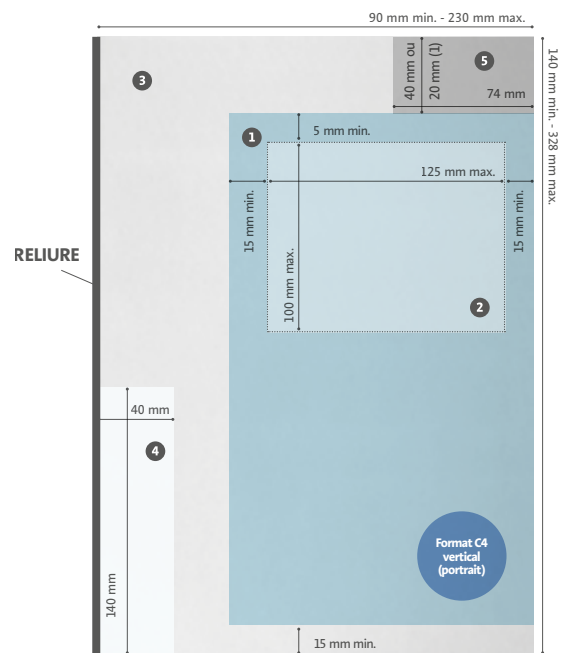 90 mm min. - 230 mm max.
140 mm min. - 328 mm max.
3
40 mm ou
20 mm (1)
5
74 mm
1
5 mm min.
125 mm max.
15 mm min.
15 mm min.
100 mm max.
2
RELIURE
40 mm
4
140 mm
Format C4
vertical
(portrait)
15 mm min.